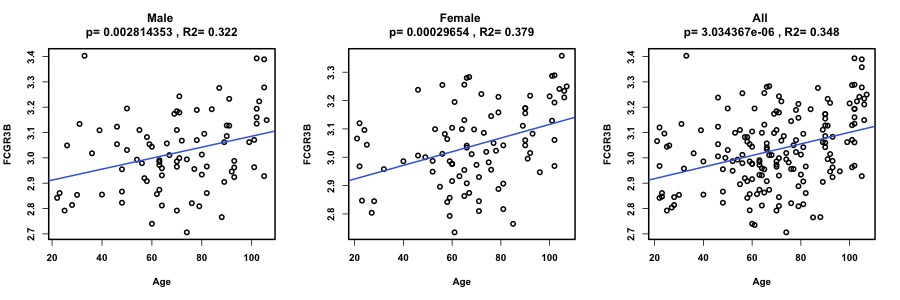 Male
p= 0.002814353 , R2= 0.322
FCGR3B
3.4
3.3
3.2
3.1
3.0
2.9
2.8
2.7
20 40 60 80 100
Age
Female
p= 0.00029654 , R2= 0.379
FCGR3B
3.3
3.2
3.1
3.0
2.9
2.8
20 40 60 80 100
Age
All
p= 3.034367e-06 , R2= 0.348
FCGR3B
3.4
3.3
3.2
3.1
3.0
2.9
2.8
2.7
20 40 60 80 100
Age